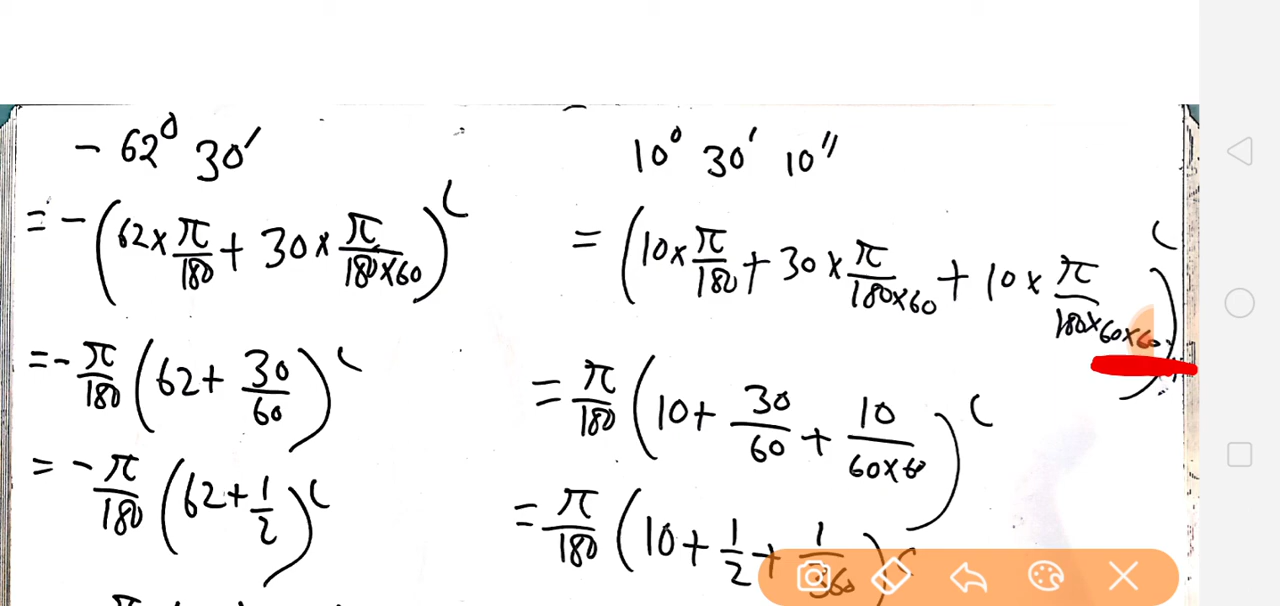 - 62° 30'
= - (62 × π/180 + 30 × π/180×60)ᶜ
= - π/180 (62 + 30/60)ᶜ
= - π/180 (62 + 1/2)ᶜ
10° 30' 10"
= (10 × π/180 + 30 × π/180×60 + 10 × π/180×60×60)ᶜ
= π/180 (10 + 30/60 + 10/60×60)ᶜ
= π/180 (10 + 1/2 + 1/360)ᶜ